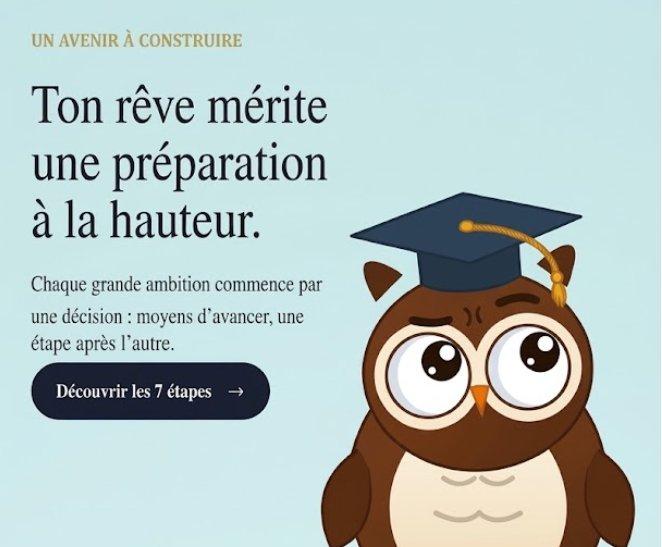 UN AVENIR À CONSTRUIRE
Ton rêve mérite
une préparation
à la hauteur.
Chaque grande ambition commence par
une décision : moyens d’avancer, une
étape après l’autre.
Découvrir les 7 étapes →